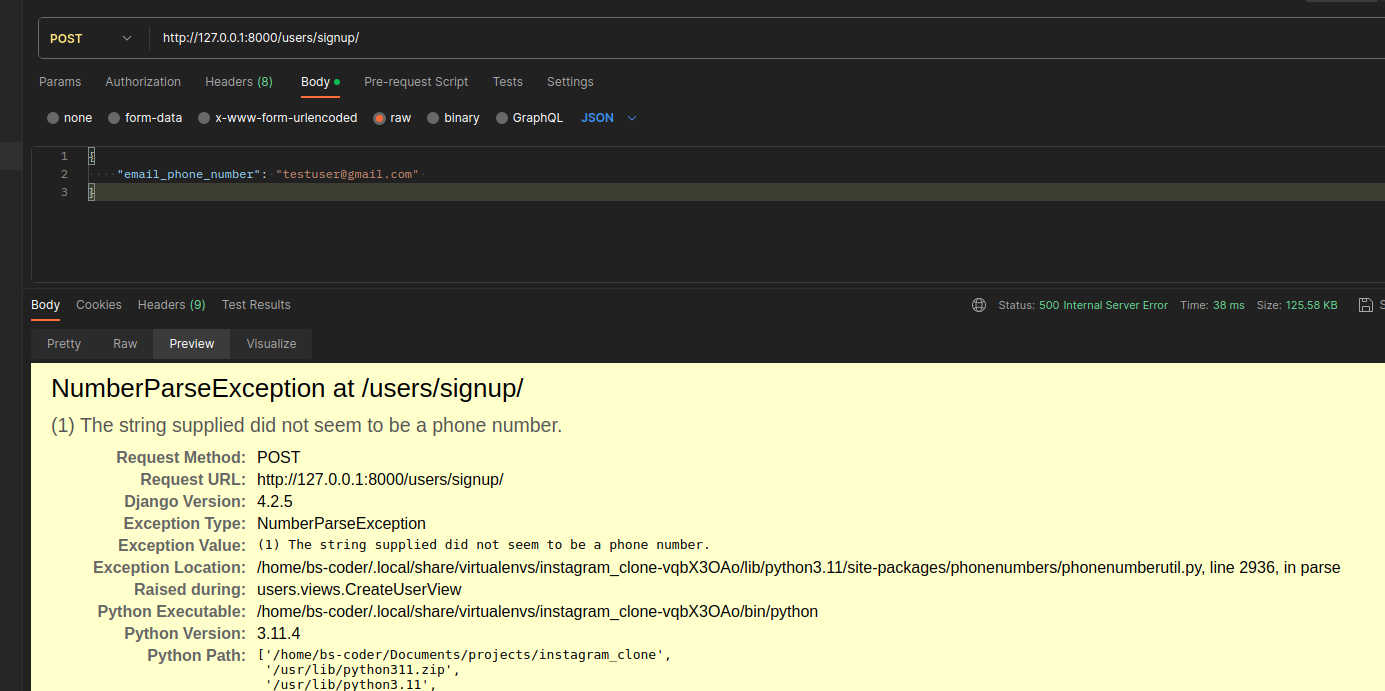 POST http://127.0.0.1:8000/users/signup/
Params Authorization Headers (8) Body Pre-request Script Tests Settings
none form-data x-www-form-urlencoded raw binary GraphQL JSON
1 {
2 "email_phone_number": "testuser@gmail.com"
3 }
Body Cookies Headers (9) Test Results Status: 500 Internal Server Error Time: 38 ms Size: 125.58 KB S
Pretty Raw Preview Visualize
NumberParseException at /users/signup/
(1) The string supplied did not seem to be a phone number.
Request Method: POST
Request URL: http://127.0.0.1:8000/users/signup/
Django Version: 4.2.5
Exception Type: NumberParseException
Exception Value: (1) The string supplied did not seem to be a phone number.
Exception Location: /home/bs-coder/.local/share/virtualenvs/instagram_clone-vqbX3OAo/lib/python3.11/site-packages/phonenumbers/phonenumberutil.py, line 2936, in parse
Raised during: users.views.CreateUserView
Python Executable: /home/bs-coder/.local/share/virtualenvs/instagram_clone-vqbX3OAo/bin/python
Python Version: 3.11.4
Python Path: ['/home/bs-coder/Documents/projects/instagram_clone',
'/usr/lib/python311.zip',
'/usr/lib/python3.11',